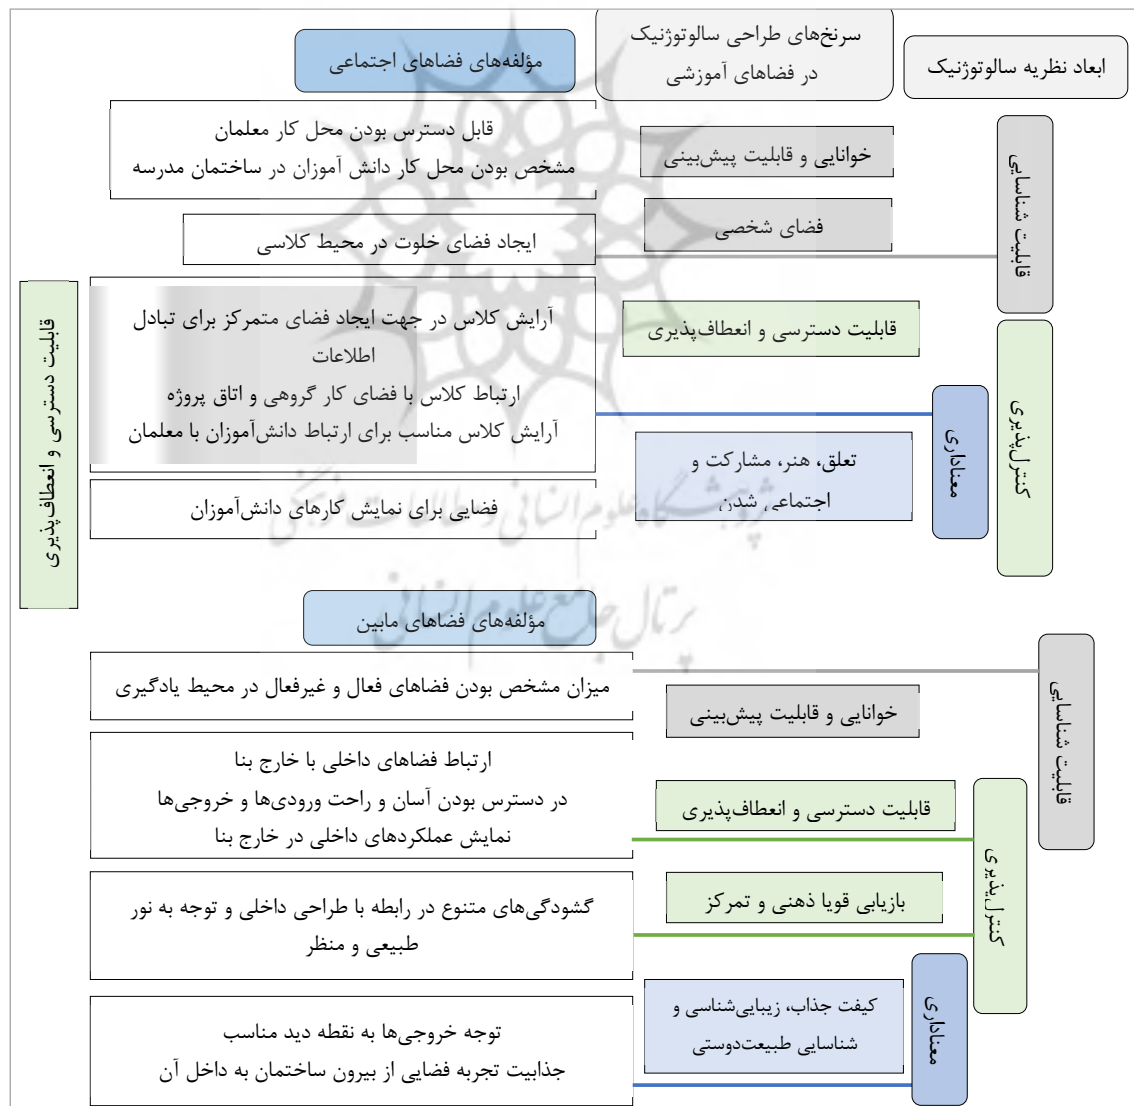 ابعاد نظریه سالوتوژنیک
سرنخ‌های طراحی سالوتوژنیک
در فضاهای آموزشی
مؤلفه‌های فضاهای اجتماعی
قابلیت شناسایی
خوانایی و قابلیت پیش‌بینی
قابل دسترس بودن محل کار معلمان
مشخص بودن محل کار دانش آموزان در ساختمان مدرسه
فضای شخصی
ایجاد فضای خلوت در محیط کلاسی
کنترل‌پذیری
قابلیت دسترسی و انعطاف‌پذیری
آرایش کلاس در جهت ایجاد فضای متمرکز برای تبادل
اطلاعات
ارتباط کلاس با فضای کار گروهی و اتاق پروژه
آرایش کلاس مناسب برای ارتباط دانش‌آموزان با معلمان
قابلیت دسترسی و انعطاف‌پذیری
معناداری
تعلق، هنر، مشارکت و
اجتماعی شدن
فضایی برای نمایش کارهای دانش‌آموزان
پژوهشگاه علوم انسانی و مطالعات فرهنگی
پرتال جامع علوم انسانی
مؤلفه‌های فضاهای مابین
قابلیت شناسایی
خوانایی و قابلیت پیش‌بینی
میزان مشخص بودن فضاهای فعال و غیرفعال در محیط یادگیری
کنترل‌پذیری
قابلیت دسترسی و انعطاف‌پذیری
ارتباط فضاهای داخلی با خارج بنا
در دسترس بودن آسان و راحت ورودی‌ها و خروجی‌ها
نمایش عملکردهای داخلی در خارج بنا
بازیابی قویا ذهنی و تمرکز
گشودگی‌های متنوع در رابطه با طراحی داخلی و توجه به نور
طبیعی و منظر
معناداری
کیفت جذاب، زیبایی‌شناسی و
شناسایی طبیعت‌دوستی
توجه خروجی‌ها به نقطه دید مناسب
جذابیت تجربه فضایی از بیرون ساختمان به داخل آن